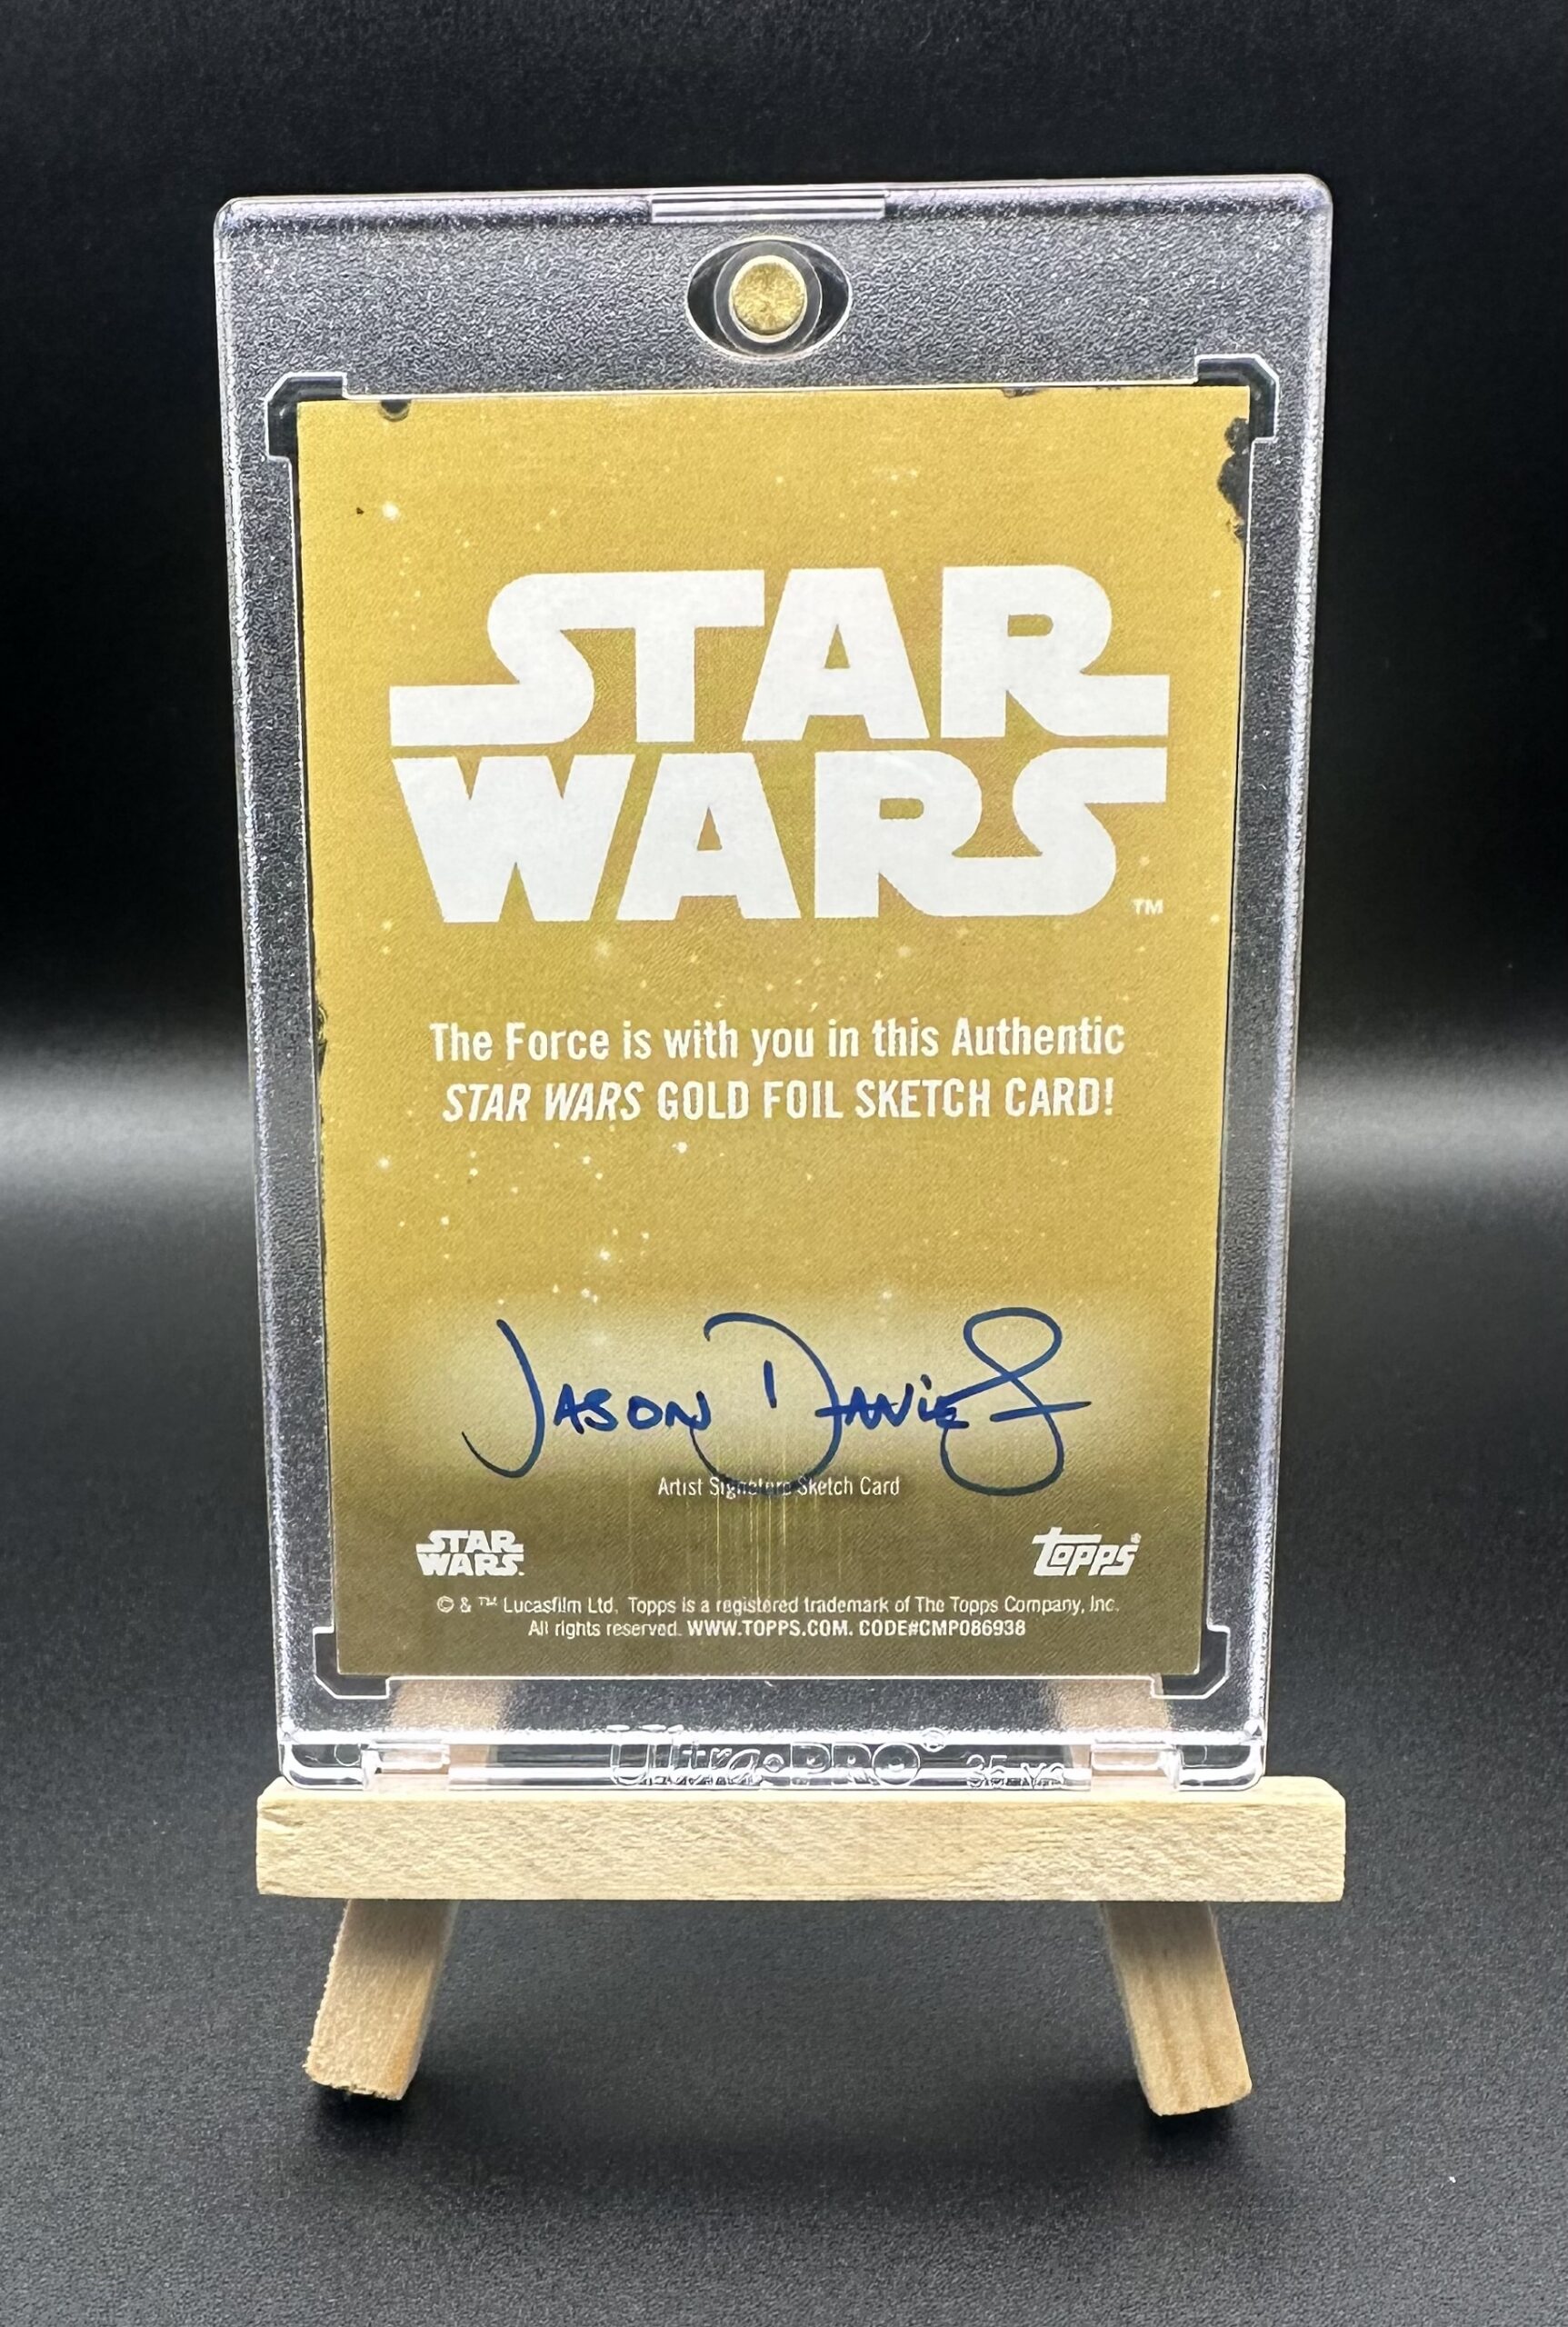 STAR
WARS ™
The Force is with you in this Authentic
STAR WARS GOLD FOIL SKETCH CARD!
JASON DANIELS
Artist Signature Sketch Card
STAR
WARS.
topps®
© & ™ Lucasfilm Ltd. Topps is a registered trademark of The Topps Company, Inc.
All rights reserved. WWW.TOPPS.COM. CODE#CMP086938
Ultra•PRO®